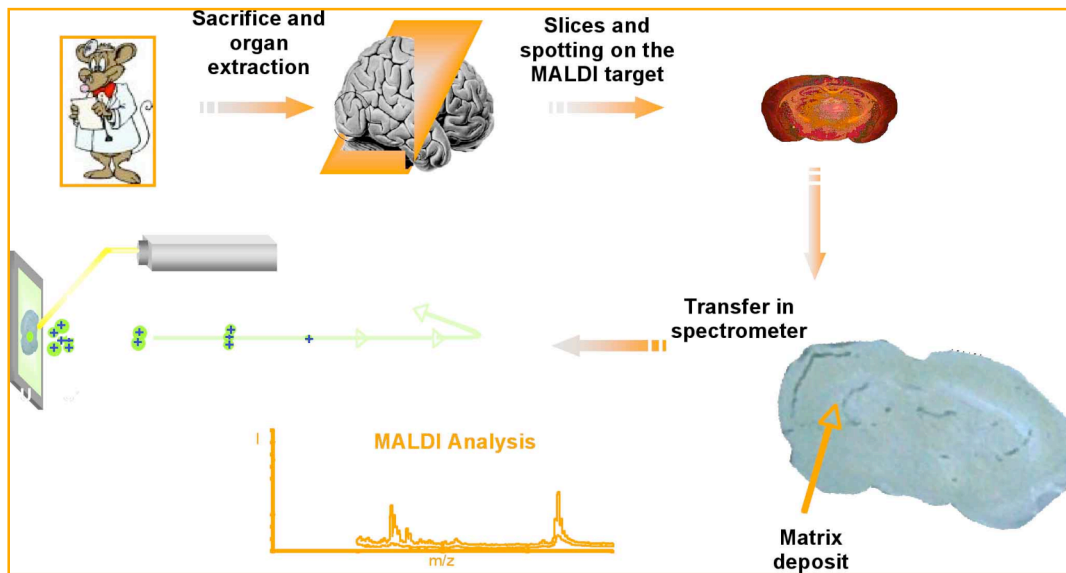 Sacrifice and
organ
extraction
Slices and
spotting on the
MALDI target
Transfer in
spectrometer
Matrix
deposit
MALDI Analysis
I
m/z